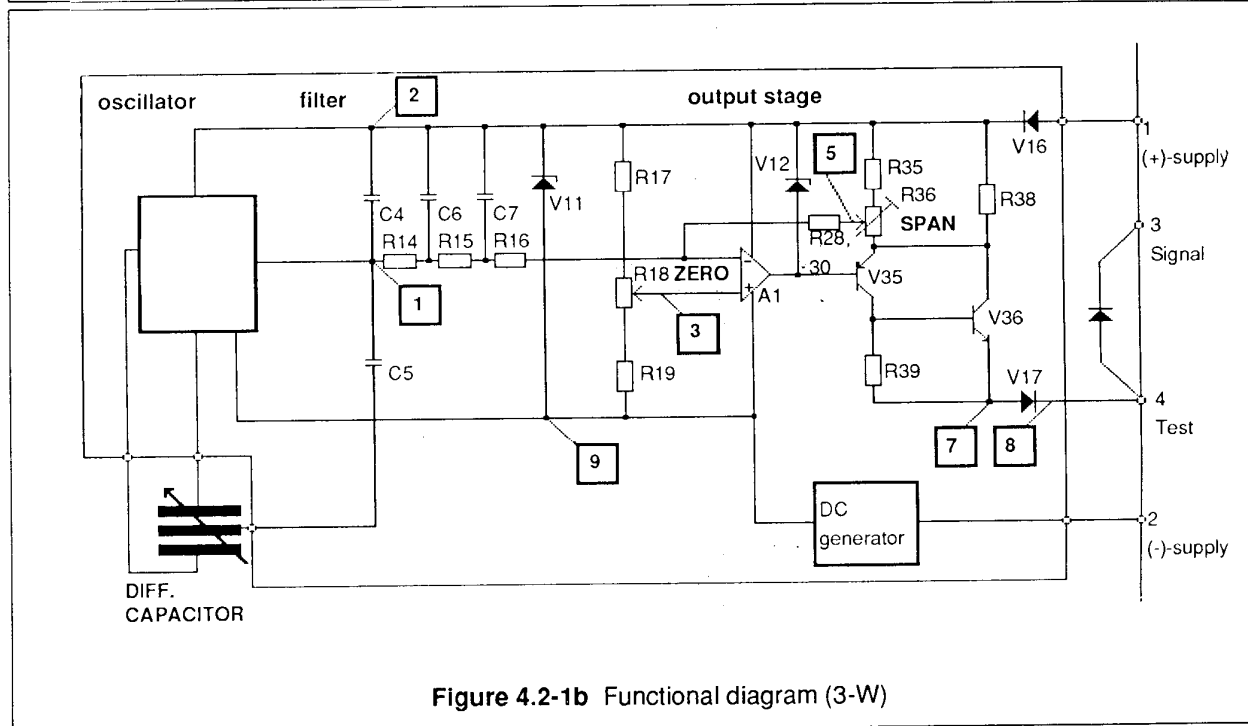 oscillator filter output stage
2
5
1
(+)-supply
V16
R17
V12
R35
R36
SPAN
R38
V11
C4
C6
C7
R28,
3
Signal
R14
R15
R16
R18 ZERO
30
A1
V35
1
3
V36
C5
R19
R39
V17
4
Test
9
7
8
DC
generator
2
(-)-supply
DIFF.
CAPACITOR
Figure 4.2-1b Functional diagram (3-W)